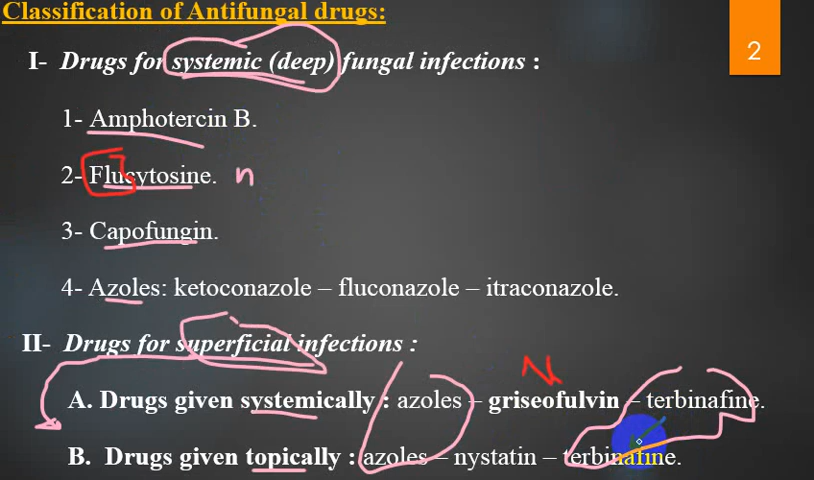 Classification of Antifungal drugs:
2
I- Drugs for systemic (deep) fungal infections :
1- Amphotercin B.
2- Flucytosine. n
3- Capofungin.
4- Azoles: ketoconazole – fluconazole – itraconazole.
II- Drugs for superficial infections :
N
A. Drugs given systemically : azoles – griseofulvin – terbinafine.
B. Drugs given topically : azoles – nystatin – terbinafine.